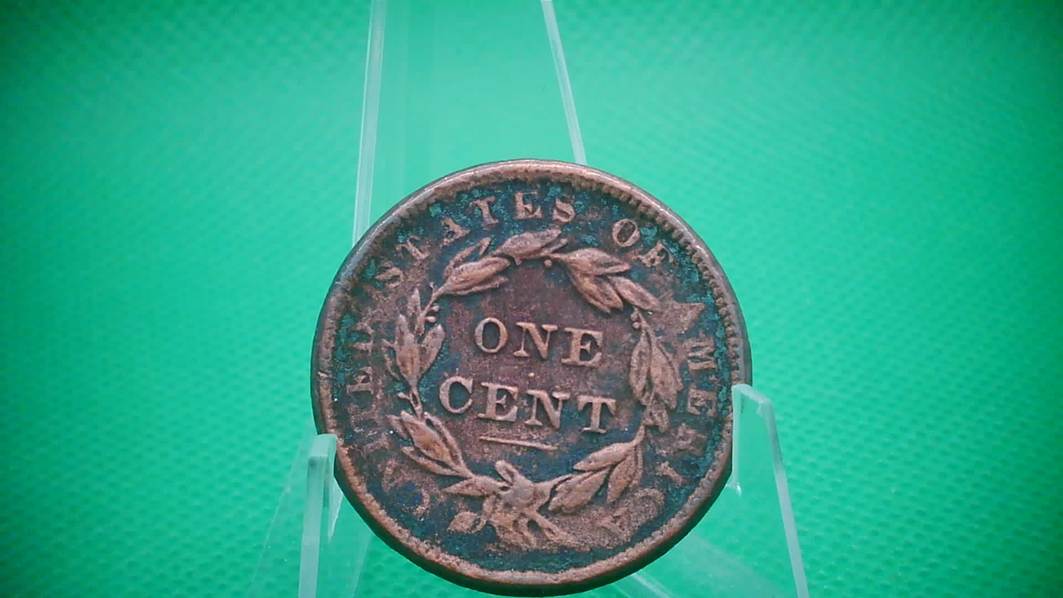 UNITED STATES OF AMERICA
ONE
CENT